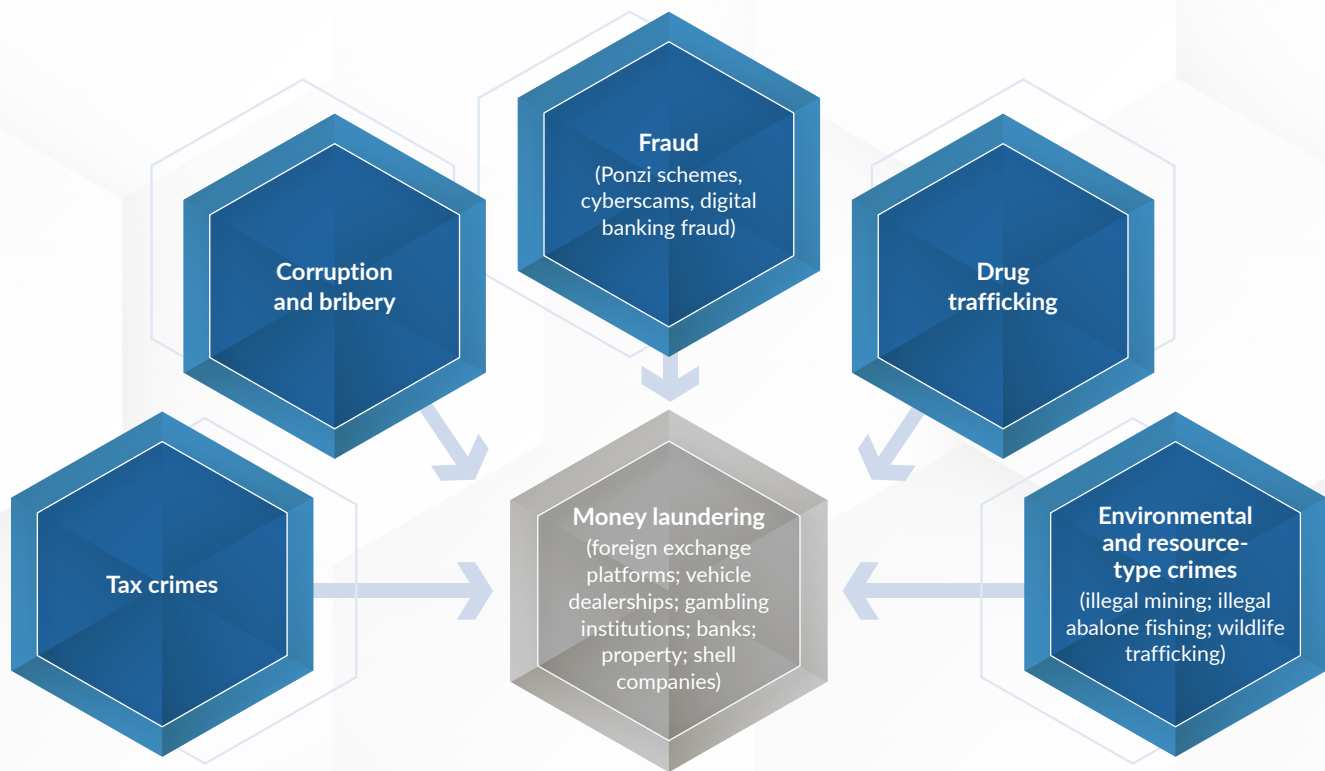 Fraud
(Ponzi schemes,
cyberscams, digital
banking fraud)
Corruption
and bribery
Drug
trafficking
Tax crimes
Money laundering
(foreign exchange
platforms; vehicle
dealerships; gambling
institutions; banks;
property; shell
companies)
Environmental
and resource-
type crimes
(illegal mining; illegal
abalone fishing; wildlife
trafficking)